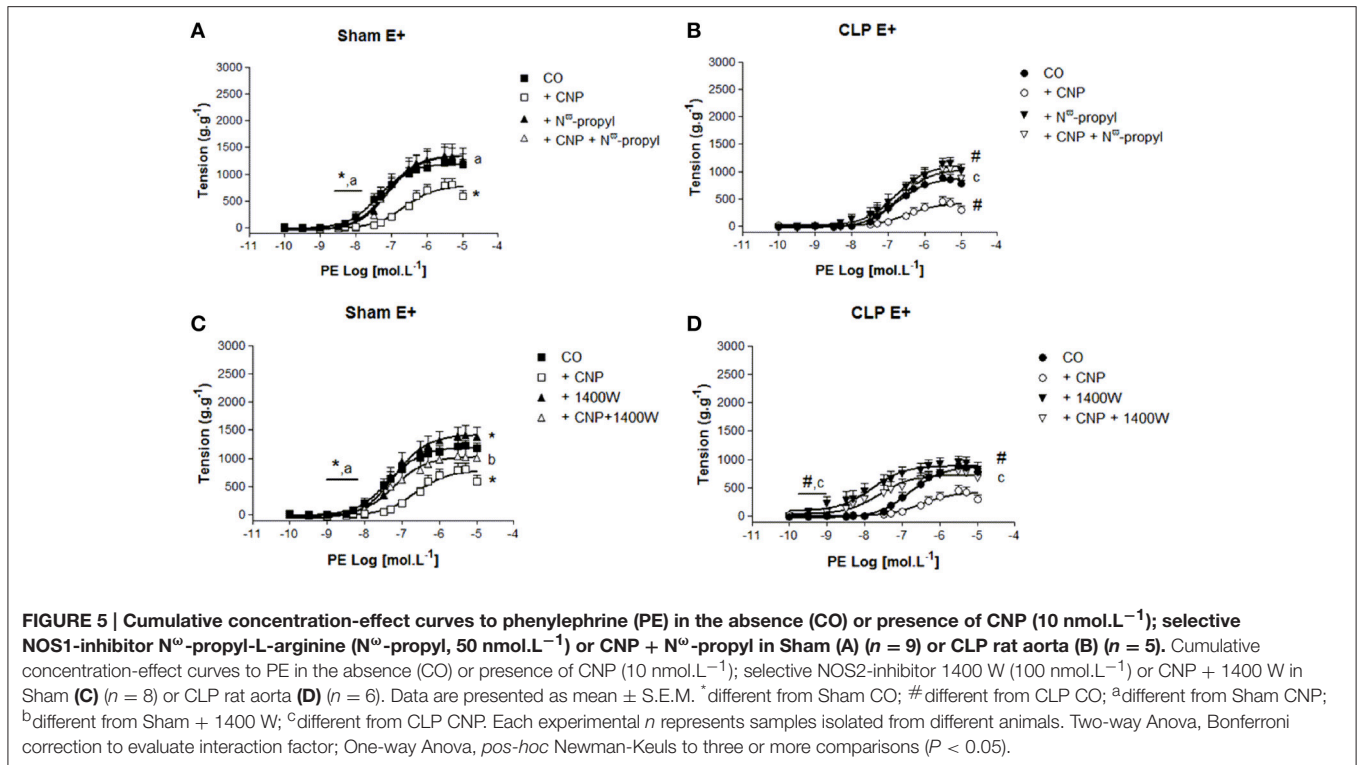 A
Sham E+
3000
2500
2000
1500
1000
500
0
Tension (g.g⁻¹)
*,a
a
*
-11 -10 -9 -8 -7 -6 -5 -4
PE Log [mol.L⁻¹]
CO
+ CNP
+ N^ϖ-propyl
+ CNP + N^ϖ-propyl
B
CLP E+
3000
2500
2000
1500
1000
500
0
Tension (g.g⁻¹)
#
c
#
-11 -10 -9 -8 -7 -6 -5 -4
PE Log [mol.L⁻¹]
CO
+ CNP
+ N^ϖ-propyl
+ CNP + N^ϖ-propyl
C
Sham E+
3000
2500
2000
1500
1000
500
0
Tension (g.g⁻¹)
*,a
*
b
*
-11 -10 -9 -8 -7 -6 -5 -4
PE Log [mol.L⁻¹]
CO
+ CNP
+ 1400W
+ CNP+1400W
D
CLP E+
3000
2500
2000
1500
1000
500
0
Tension (g.g⁻¹)
#,c
#
c
-11 -10 -9 -8 -7 -6 -5 -4
PE Log [mol.L⁻¹]
CO
+ CNP
+ 1400W
+ CNP + 1400W
FIGURE 5 | Cumulative concentration-effect curves to phenylephrine (PE) in the absence (CO) or presence of CNP (10 nmol.L−1); selective
NOS1-inhibitor N^ω-propyl-L-arginine (N^ω-propyl, 50 nmol.L−1) or CNP + N^ω-propyl in Sham (A) (n = 9) or CLP rat aorta (B) (n = 5). Cumulative
concentration-effect curves to PE in the absence (CO) or presence of CNP (10 nmol.L−1); selective NOS2-inhibitor 1400 W (100 nmol.L−1) or CNP + 1400 W in
Sham (C) (n = 8) or CLP rat aorta (D) (n = 6). Data are presented as mean ± S.E.M. *different from Sham CO; #different from CLP CO; ᵃdifferent from Sham CNP;
ᵇdifferent from Sham + 1400 W; ᶜdifferent from CLP CNP. Each experimental n represents samples isolated from different animals. Two-way Anova, Bonferroni
correction to evaluate interaction factor; One-way Anova, pos-hoc Newman-Keuls to three or more comparisons (P < 0.05).